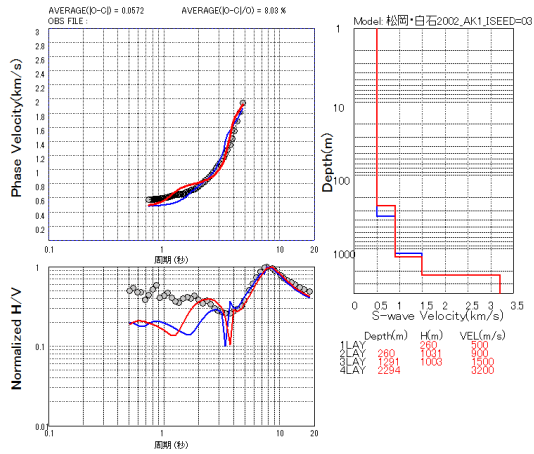 AVERAGE(|O-C|) = 0.0572 AVERAGE(|O-C|/O) = 8.03 %
OBS FILE :
Phase Velocity(km/s)
3
2.8
2.6
2.4
2.2
2
1.8
1.6
1.4
1.2
1
0.8
0.6
0.4
0.2
0.1 1 10 20
周期(秒)
Normalized H/V
1
0.1
0.01
0.1 1 10 20
周期(秒)
Model: 松岡・白石2002_AK1_ISEED=03
Depth(m)
1
10
100
1000
0 0.5 1 1.5 2 2.5 3 3.5
S-wave Velocity(km/s)
Depth(m) H(m) VEL(m/s)
1LAY 260 500
2LAY 260 1031 900
3LAY 1291 1003 1500
4LAY 2294 3200